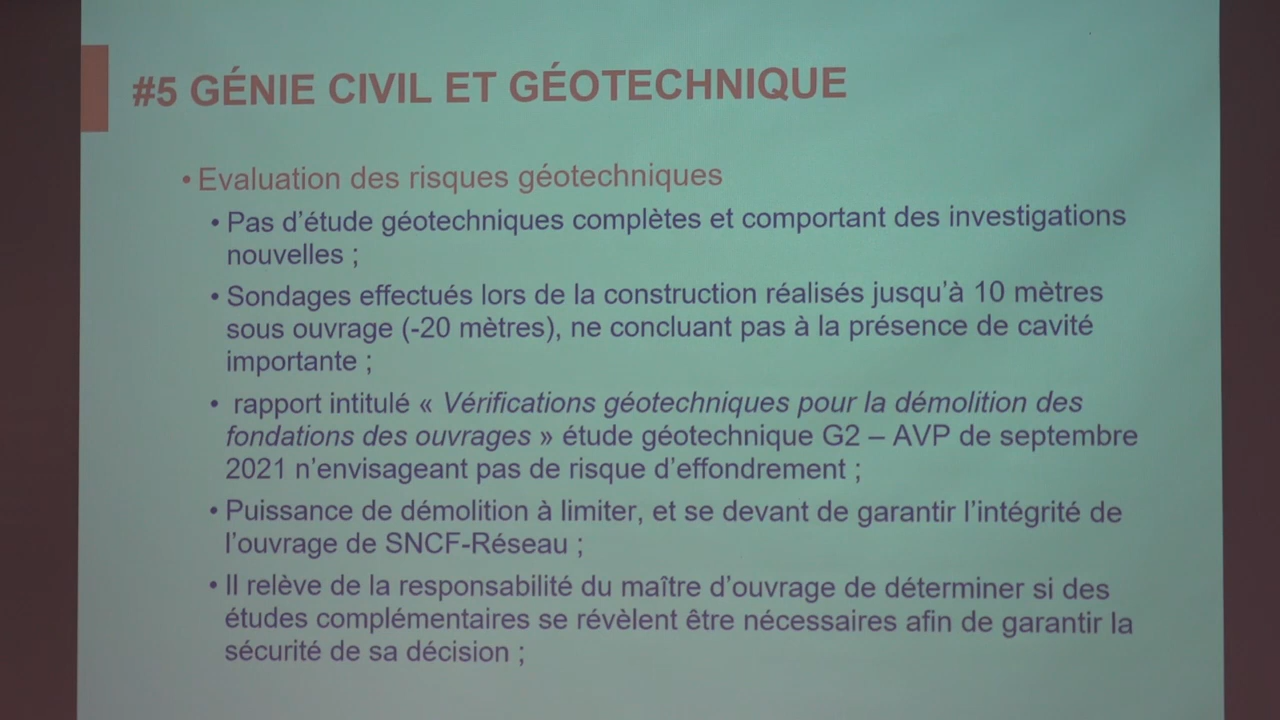 #5 GÉNIE CIVIL ET GÉOTECHNIQUE
• Evaluation des risques géotechniques
• Pas d'étude géotechniques complètes et comportant des investigations
nouvelles ;
• Sondages effectués lors de la construction réalisés jusqu'à 10 mètres
sous ouvrage (-20 mètres), ne concluant pas à la présence de cavité
importante ;
• rapport intitulé « Vérifications géotechniques pour la démolition des
fondations des ouvrages » étude géotechnique G2 – AVP de septembre
2021 n'envisageant pas de risque d'effondrement ;
• Puissance de démolition à limiter, et se devant de garantir l'intégrité de
l'ouvrage de SNCF-Réseau ;
• Il relève de la responsabilité du maître d'ouvrage de déterminer si des
études complémentaires se révèlent être nécessaires afin de garantir la
sécurité de sa décision ;